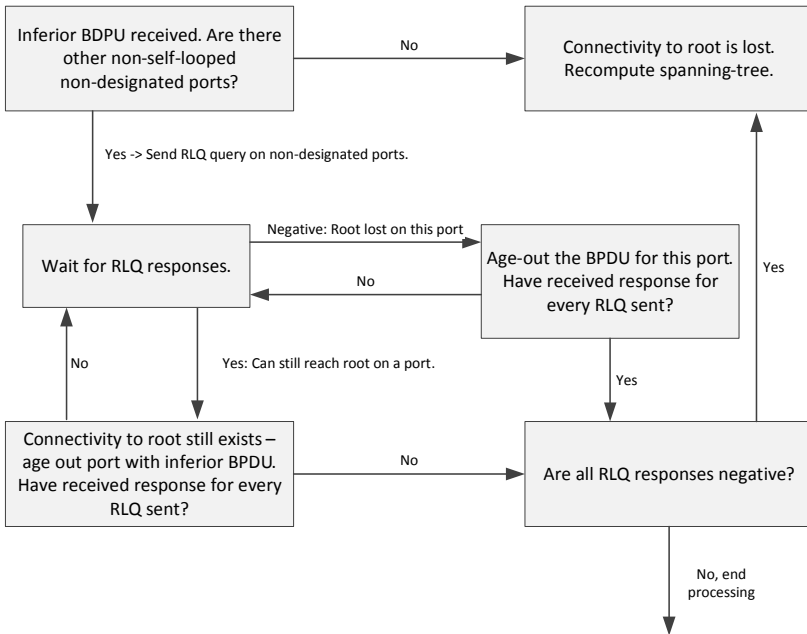 Inferior BDPU received. Are there
other non-self-looped
non-designated ports?
No
Connectivity to root is lost.
Recompute spanning-tree.
Yes -> Send RLQ query on non-designated ports.
Wait for RLQ responses.
Negative: Root lost on this port
No
Age-out the BPDU for this port.
Have received response for
every RLQ sent?
Yes
No
Yes: Can still reach root on a port.
Yes
Connectivity to root still exists –
age out port with inferior BPDU.
Have received response for every
RLQ sent?
No
Are all RLQ responses negative?
No, end
processing